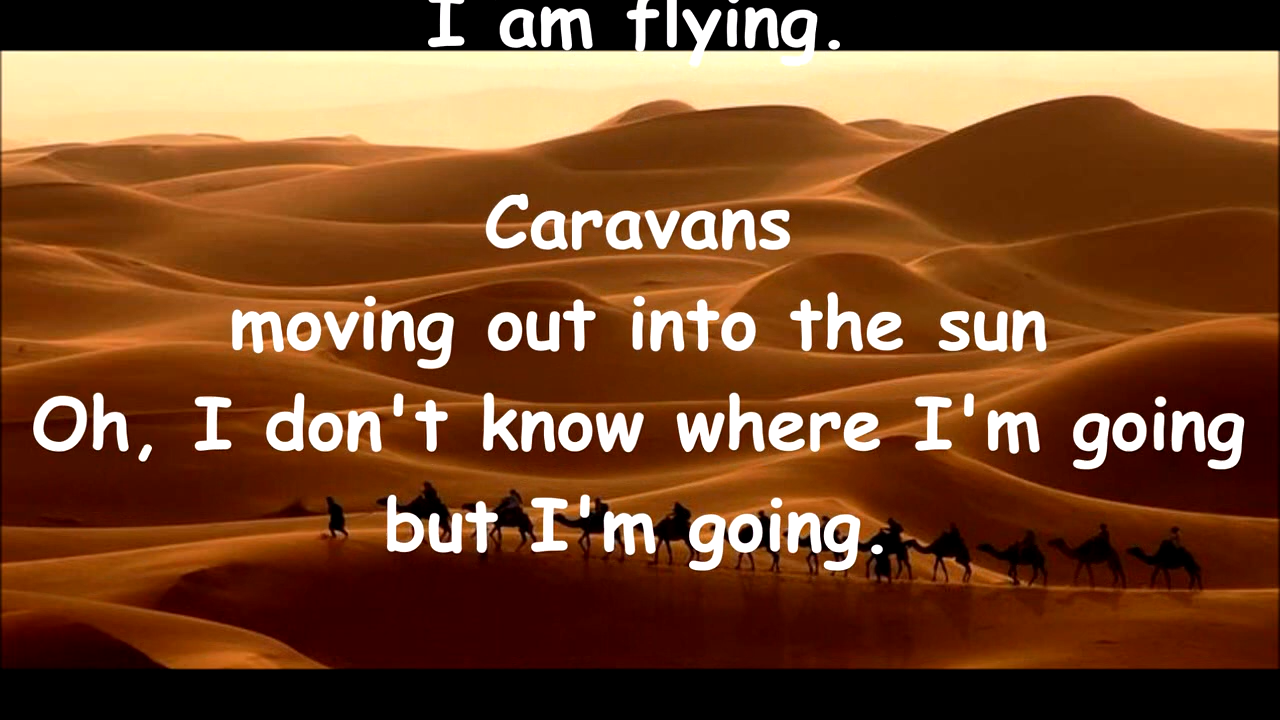 I am flying.
Caravans
moving out into the sun
Oh, I don't know where I'm going
but I'm going.